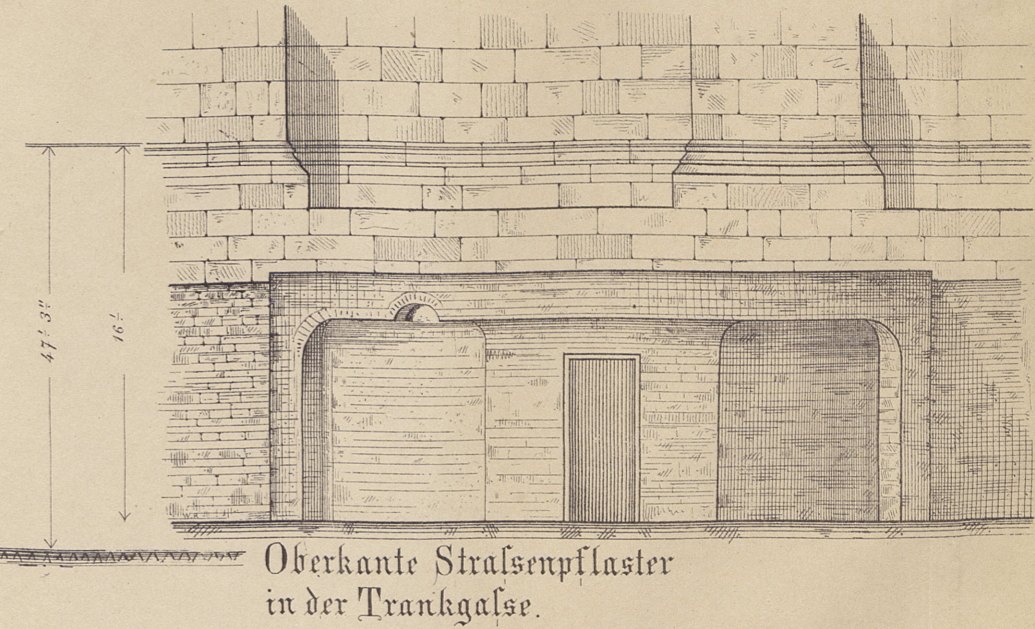 47' 3"
16'
Oberkante Straſsenpflaster
in der Trankgaſse.